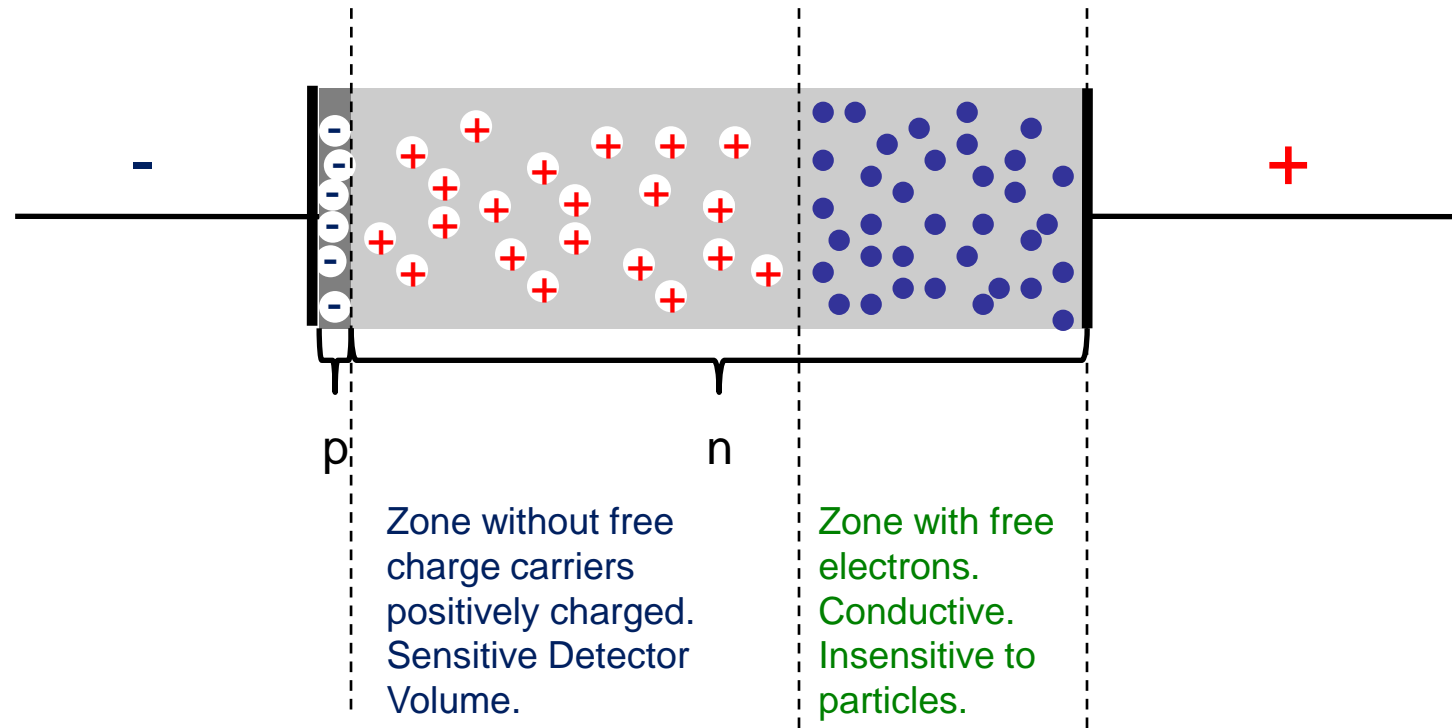 -
+
p
n
Zone without free
charge carriers
positively charged.
Sensitive Detector
Volume.
Zone with free
electrons.
Conductive.
Insensitive to
particles.